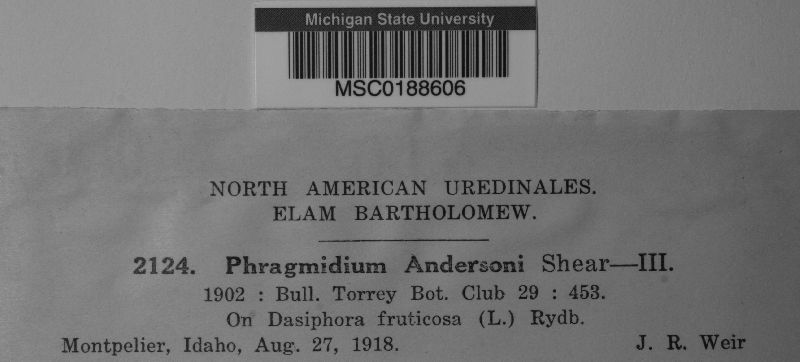 Michigan State University
MSC0188606
NORTH AMERICAN UREDINALES.
ELAM BARTHOLOMEW.
2124. Phragmidium Andersoni Shear—III.
1902 : Bull. Torrey Bot. Club 29 : 453.
On Dasiphora fruticosa (L.) Rydb.
Montpelier, Idaho, Aug. 27, 1918. J. R. Weir